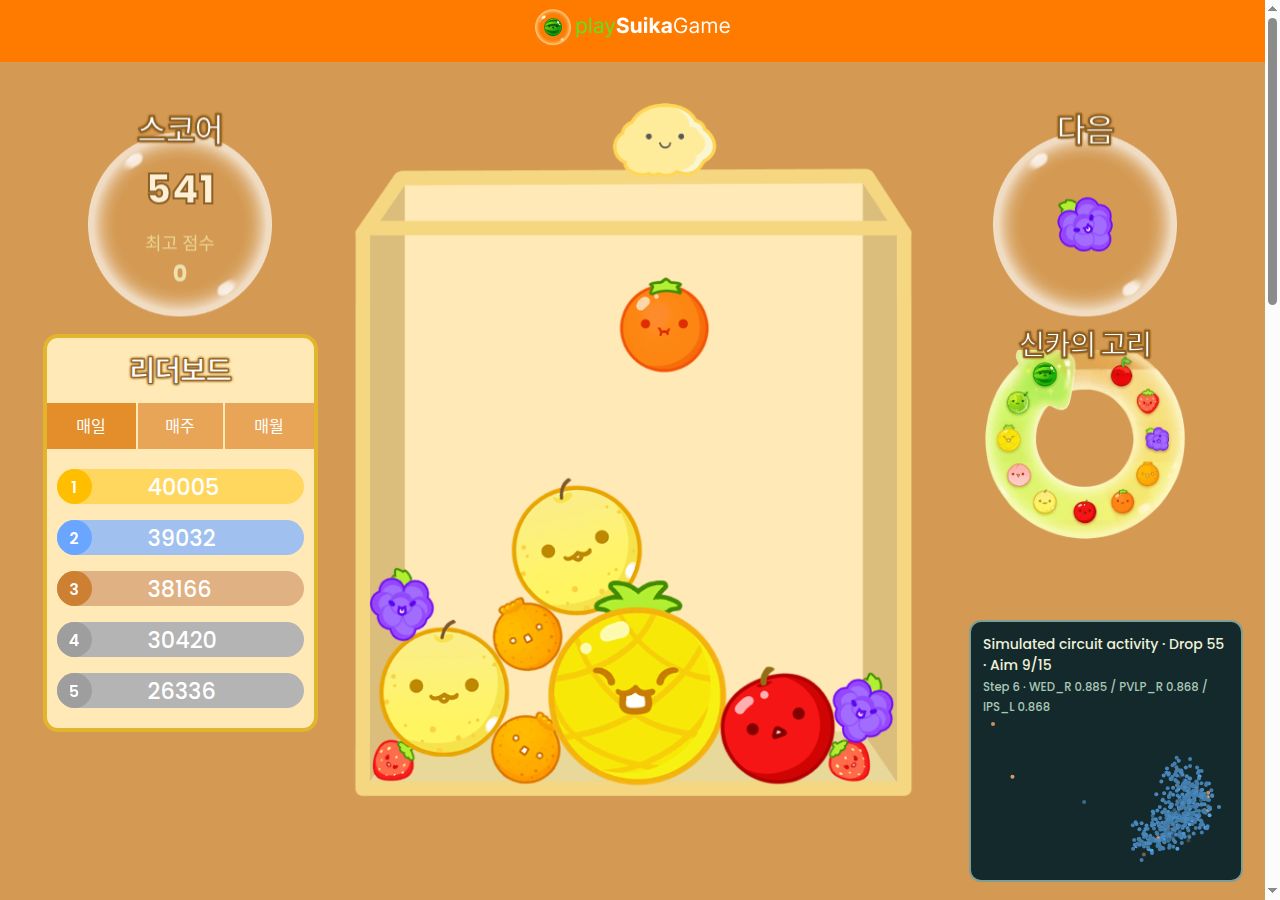 playSuikaGame
스코어
541
최고 점수
0
리더보드
매일 매주 매월
1 40005
2 39032
3 38166
4 30420
5 26336
다음
신카의 고리
Simulated circuit activity · Drop 55
· Aim 9/15
Step 6 · WED_R 0.885 / PVLP_R 0.868 /
IPS_L 0.868